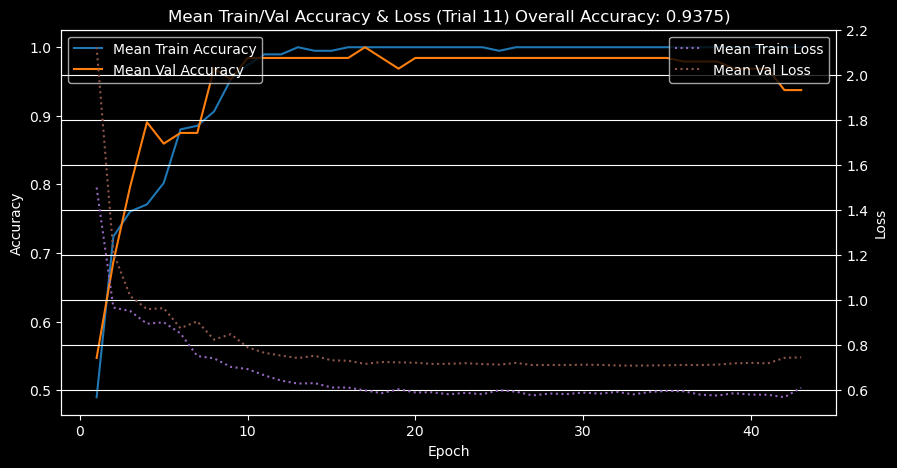 Mean Train/Val Accuracy & Loss (Trial 11) Overall Accuracy: 0.9375)
Mean Train Accuracy
Mean Val Accuracy
Mean Train Loss
Mean Val Loss
1.0
0.9
0.8
0.7
0.6
0.5
Accuracy
2.2
2.0
1.8
1.6
1.4
1.2
1.0
0.8
0.6
Loss
0 10 20 30 40
Epoch